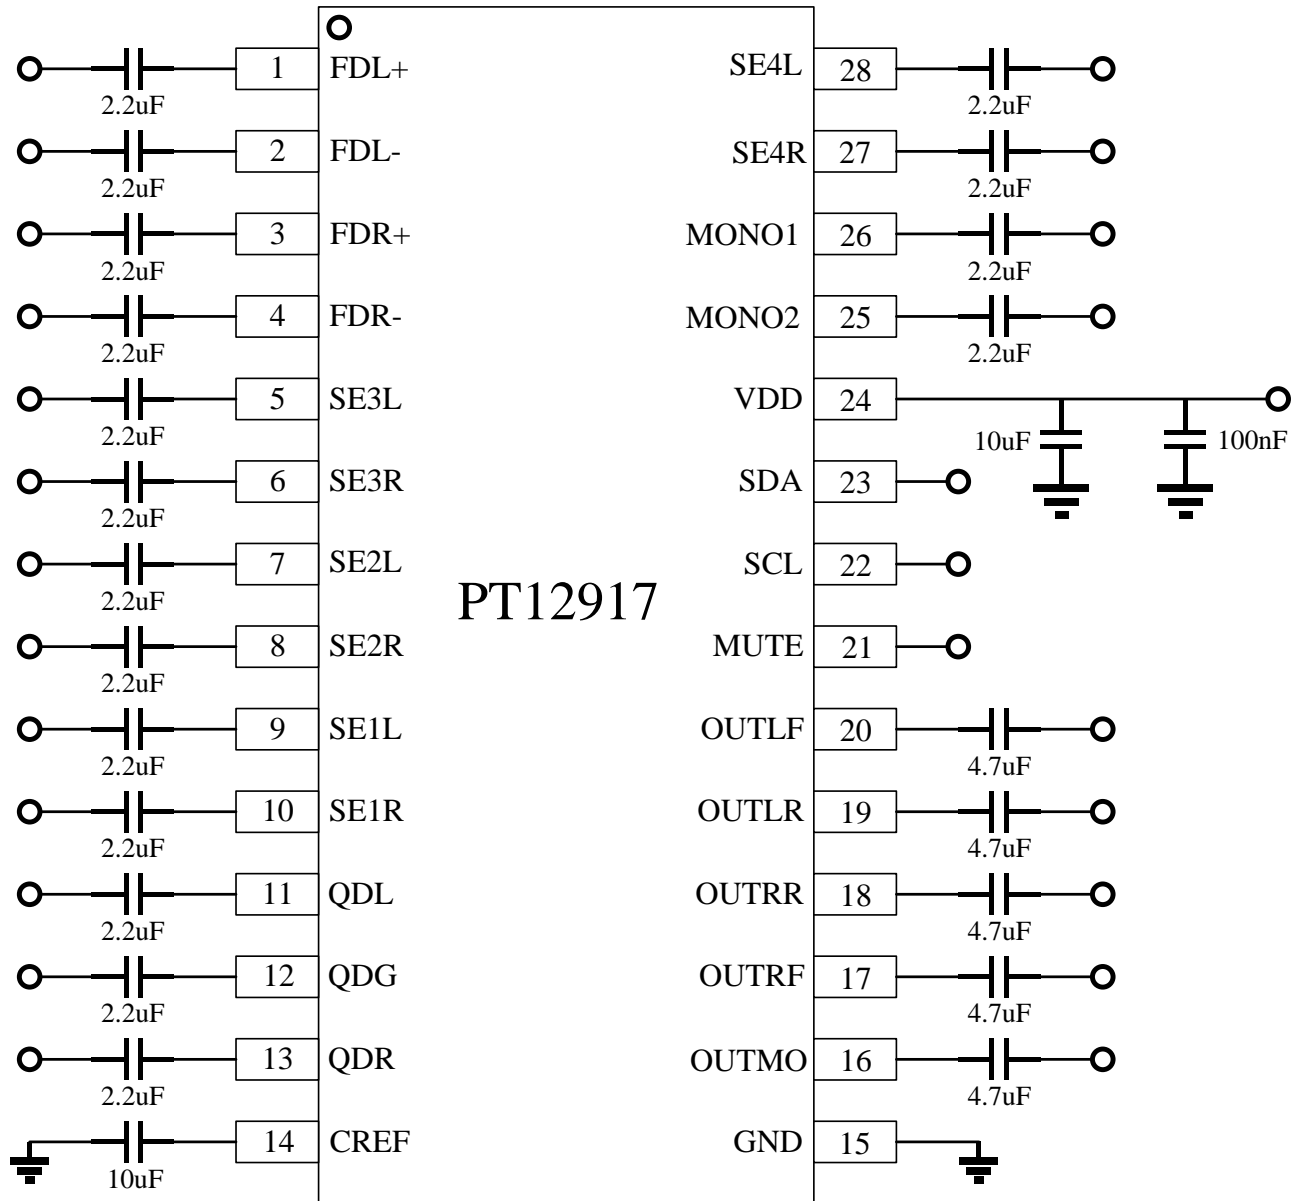 1 FDL+ SE4L 28
2.2uF 2.2uF
2 FDL- SE4R 27
2.2uF 2.2uF
3 FDR+ MONO1 26
2.2uF 2.2uF
4 FDR- MONO2 25
2.2uF 2.2uF
5 SE3L VDD 24
2.2uF 10uF 100nF
6 SE3R SDA 23
2.2uF
7 SE2L SCL 22
2.2uF
PT12917
8 SE2R MUTE 21
2.2uF
9 SE1L OUTLF 20
2.2uF 4.7uF
10 SE1R OUTLR 19
2.2uF 4.7uF
11 QDL OUTRR 18
2.2uF 4.7uF
12 QDG OUTRF 17
2.2uF 4.7uF
13 QDR OUTMO 16
2.2uF 4.7uF
14 CREF GND 15
10uF